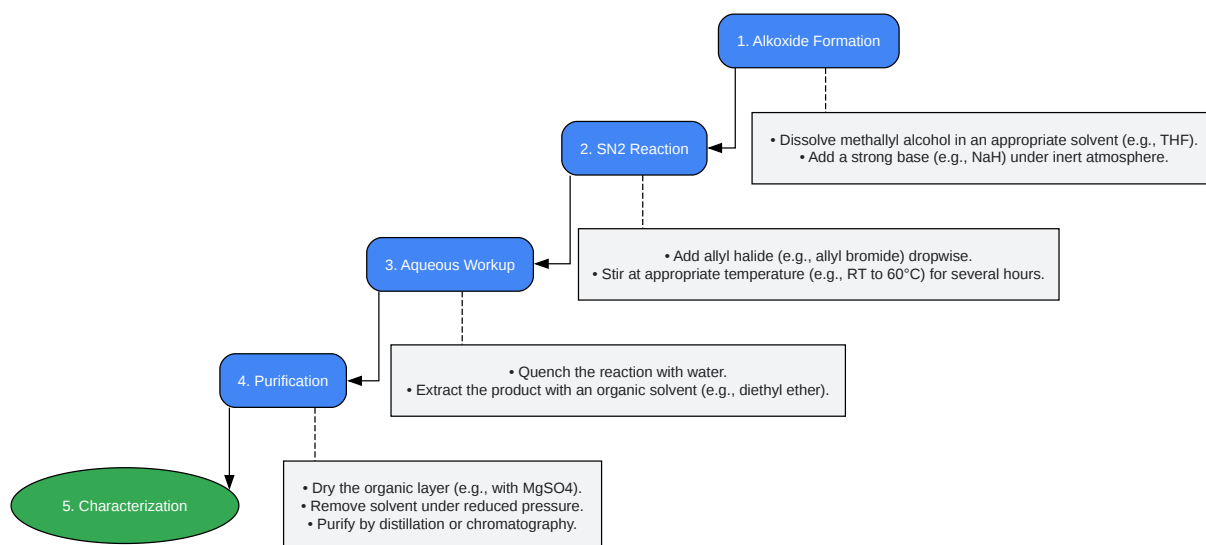 1. Alkoxide Formation
• Dissolve methallyl alcohol in an appropriate solvent (e.g., THF).
• Add a strong base (e.g., NaH) under inert atmosphere.
2. SN2 Reaction
• Add allyl halide (e.g., allyl bromide) dropwise.
• Stir at appropriate temperature (e.g., RT to 60°C) for several hours.
3. Aqueous Workup
• Quench the reaction with water.
• Extract the product with an organic solvent (e.g., diethyl ether).
4. Purification
• Dry the organic layer (e.g., with MgSO4).
• Remove solvent under reduced pressure.
• Purify by distillation or chromatography.
5. Characterization